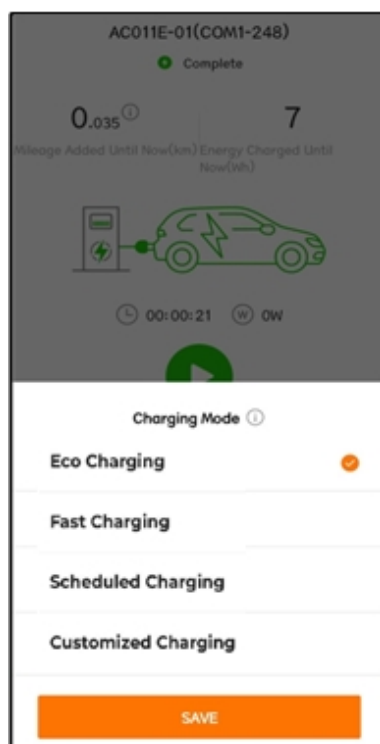 AC011E-01(COM1-248)
Complete
0.035 7
Mileage Added Until Now(km) Energy Charged Until
Now(Wh)
00:00:21 W 0W
Charging Mode
Eco Charging
Fast Charging
Scheduled Charging
Customized Charging
SAVE